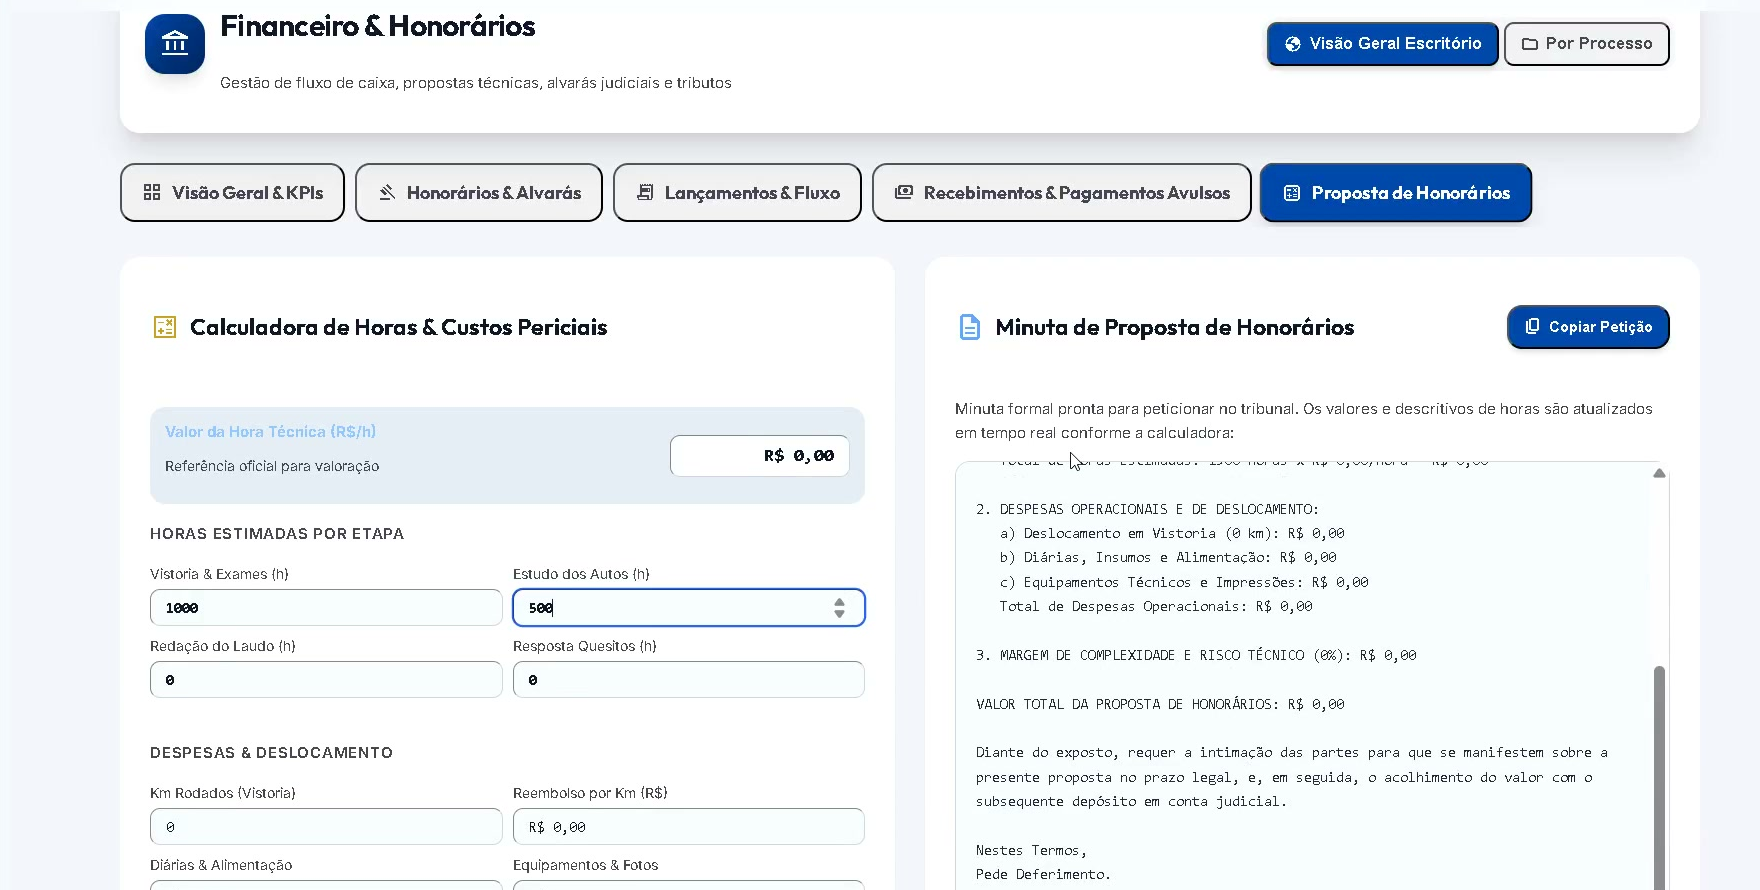 Financeiro & Honorários
Gestão de fluxo de caixa, propostas técnicas, alvarás judiciais e tributos
Visão Geral Escritório
Por Processo
Visão Geral & KPIs
Honorários & Alvarás
Lançamentos & Fluxo
Recebimentos & Pagamentos Avulsos
Proposta de Honorários
Calculadora de Horas & Custos Periciais
Valor da Hora Técnica (R$/h)
Referência oficial para valoração
R$ 0,00
HORAS ESTIMADAS POR ETAPA
Vistoria & Exames (h)
Estudo dos Autos (h)
1000
500
Redação do Laudo (h)
Resposta Quesitos (h)
0
0
DESPESAS & DESLOCAMENTO
Km Rodados (Vistoria)
Reembolso por Km (R$)
0
R$ 0,00
Diárias & Alimentação
Equipamentos & Fotos
Minuta de Proposta de Honorários
Copiar Petição
Minuta formal pronta para peticionar no tribunal. Os valores e descritivos de horas são atualizados
em tempo real conforme a calculadora:
2. DESPESAS OPERACIONAIS E DE DESLOCAMENTO:
a) Deslocamento em Vistoria (0 km): R$ 0,00
b) Diárias, Insumos e Alimentação: R$ 0,00
c) Equipamentos Técnicos e Impressões: R$ 0,00
Total de Despesas Operacionais: R$ 0,00
3. MARGEM DE COMPLEXIDADE E RISCO TÉCNICO (0%): R$ 0,00
VALOR TOTAL DA PROPOSTA DE HONORÁRIOS: R$ 0,00
Diante do exposto, requer a intimação das partes para que se manifestem sobre a
presente proposta no prazo legal, e, em seguida, o acolhimento do valor com o
subsequente depósito em conta judicial.
Nestes Termos,
Pede Deferimento.